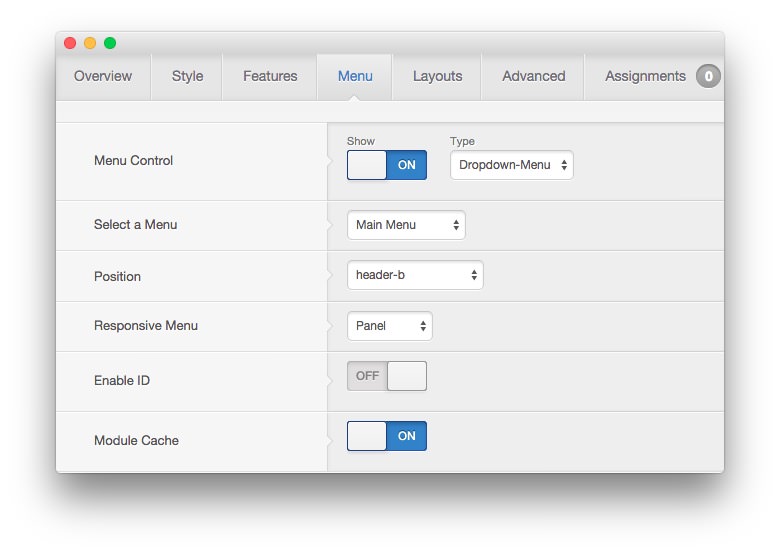 Overview Style Features Menu Layouts Advanced Assignments 0
Show Type
Menu Control ON Dropdown-Menu
Select a Menu Main Menu
Position header-b
Responsive Menu Panel
Enable ID OFF
Module Cache ON